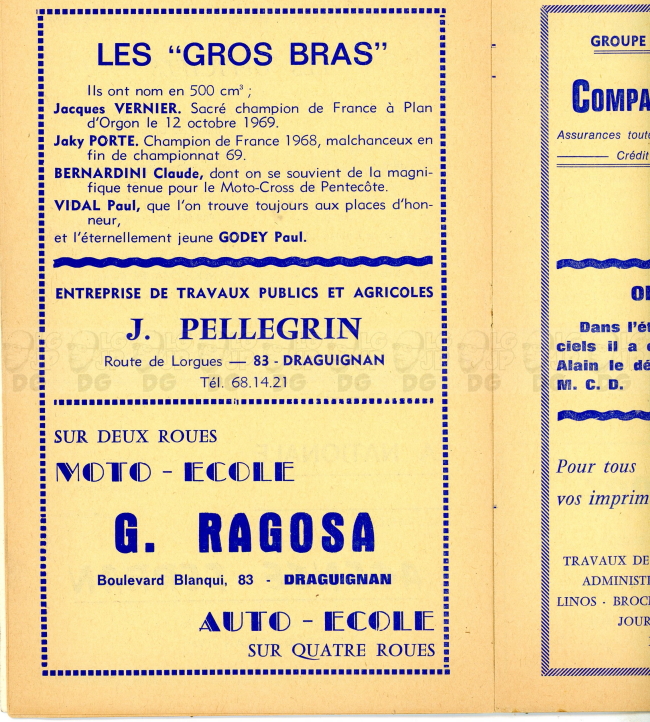 LES "GROS BRAS"
Ils ont nom en 500 cm³ ;
Jacques VERNIER. Sacré champion de France à Plan
d'Orgon le 12 octobre 1969.
Jaky PORTE. Champion de France 1968, malchanceux en
fin de championnat 69.
BERNARDINI Claude, dont on se souvient de la magni-
fique tenue pour le Moto-Cross de Pentecôte.
VIDAL Paul, que l'on trouve toujours aux places d'hon-
neur,
et l'éternellement jeune GODEY Paul.
ENTREPRISE DE TRAVAUX PUBLICS ET AGRICOLES
J. PELLEGRIN
Route de Lorgues — 83 - DRAGUIGNAN
Tél. 68.14.21
SUR DEUX ROUES
MOTO - ECOLE
G. RAGOSA
Boulevard Blanqui, 83 - DRAGUIGNAN
AUTO - ECOLE
SUR QUATRE ROUES
GROUPE
COMPA
Assurances tout
Crédit
Dans l'é
ciels il a
Alain le dé
M. C. D.
Pour tous
vos imprim
TRAVAUX DE
ADMINIST
LINOS - BROC
JOUR